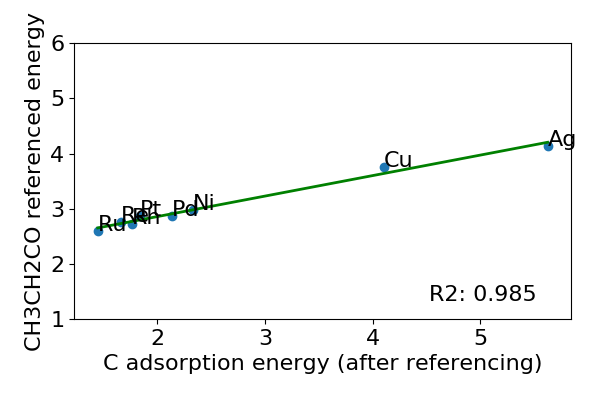 CH3CH2CO referenced energy
6
5
4
3
2
1
Ag
Cu
Ni
Pd
Pt
Re
Rh
Ru
R2: 0.985
2
3
4
5
C adsorption energy (after referencing)